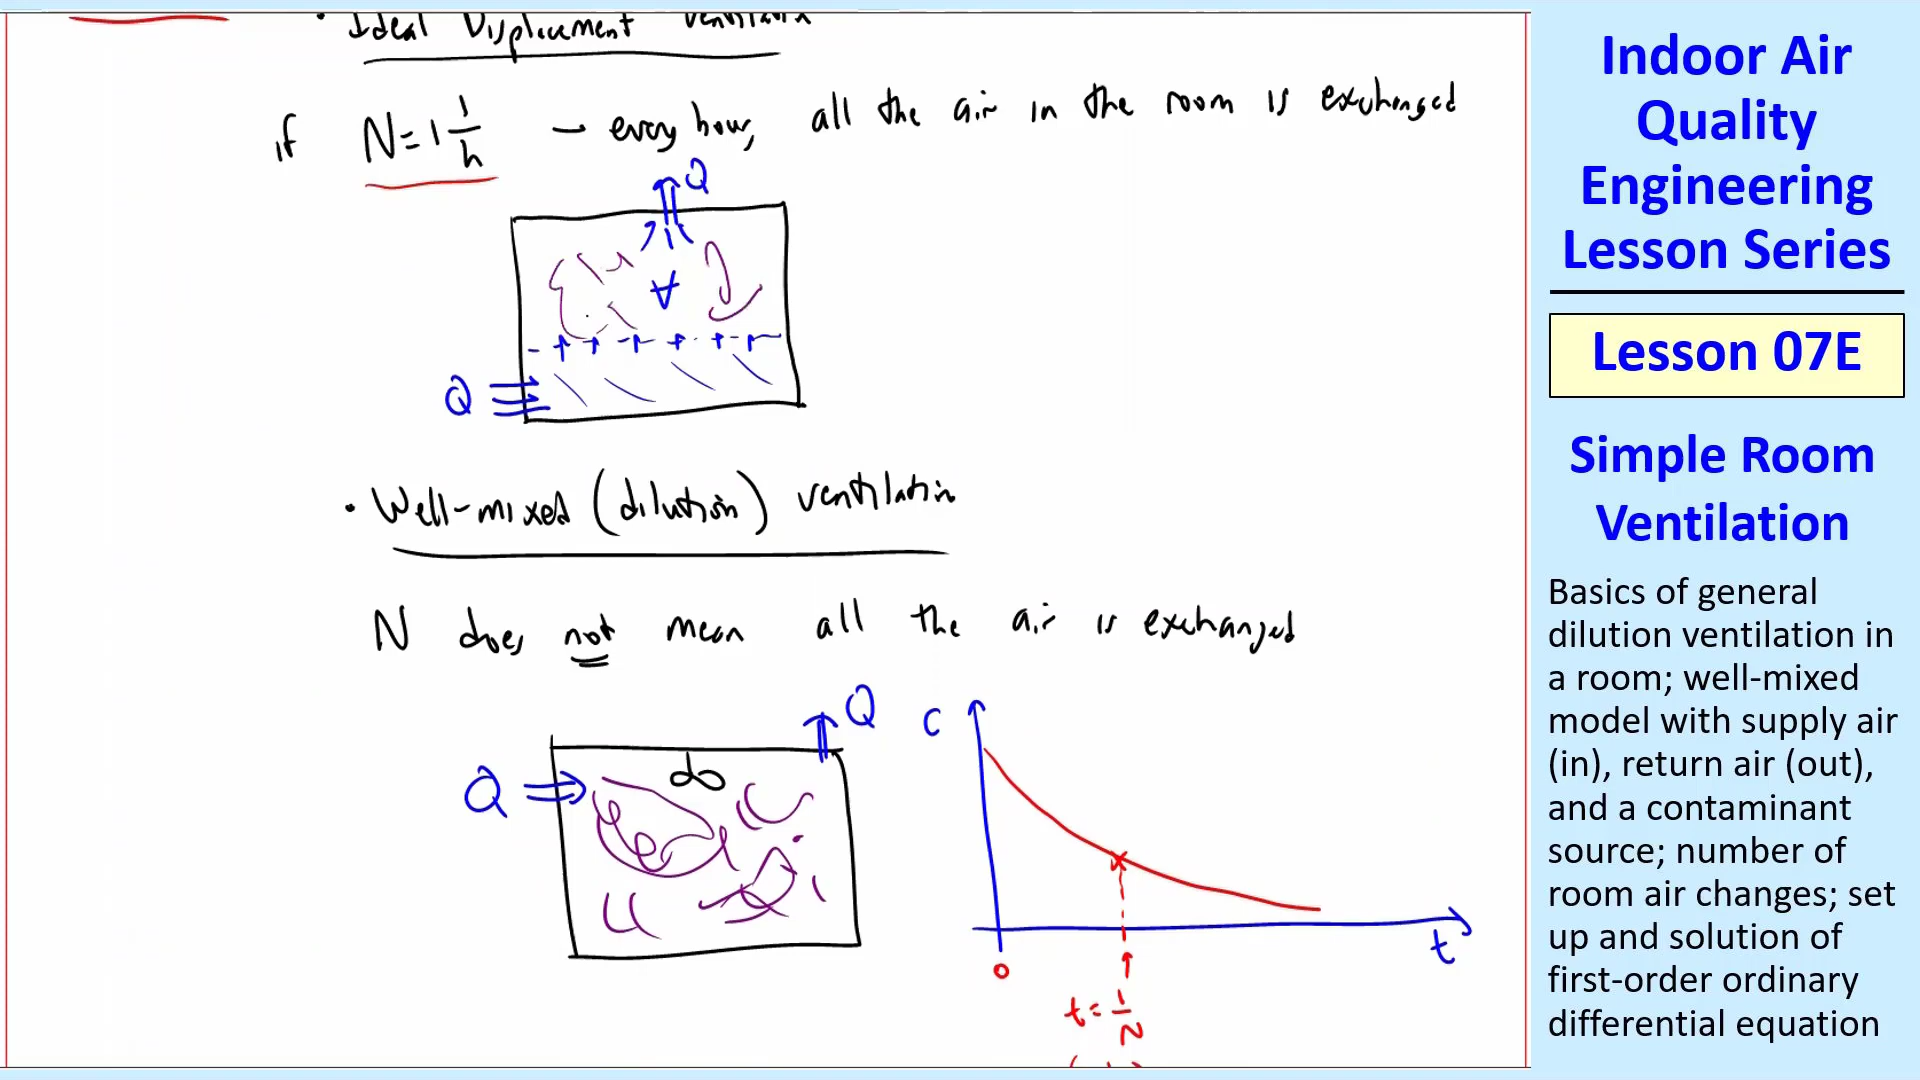 · Ideal Displacement ventilatn
if N=1 1/h — every hour, all the air in the room is exchanged
Q
∀
Q
· Well-mixed (dilution) ventilatin
N does not mean all the air is exchanged
Q
Q
C
t
0
t = 1/N
Indoor Air
Quality
Engineering
Lesson Series
Lesson 07E
Simple Room
Ventilation
Basics of general
dilution ventilation in
a room; well-mixed
model with supply air
(in), return air (out),
and a contaminant
source; number of
room air changes; set
up and solution of
first-order ordinary
differential equation